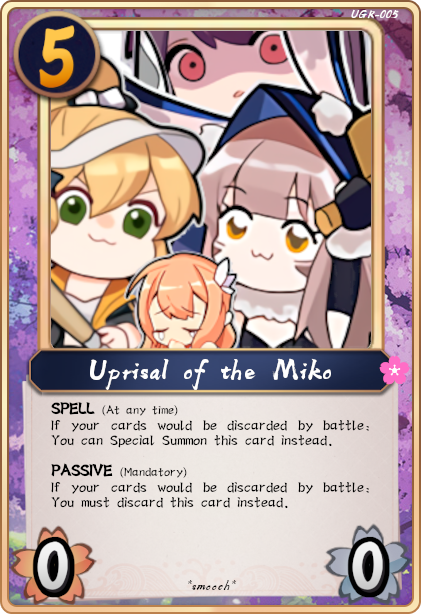 UGR-005
5
Uprisal of the Miko
*
SPELL (At any time)
If your cards would be discarded by battle:
You can Special Summon this card instead.
PASSIVE (Mandatory)
If your cards would be discarded by battle:
You must discard this card instead.
0
0
*smooch*